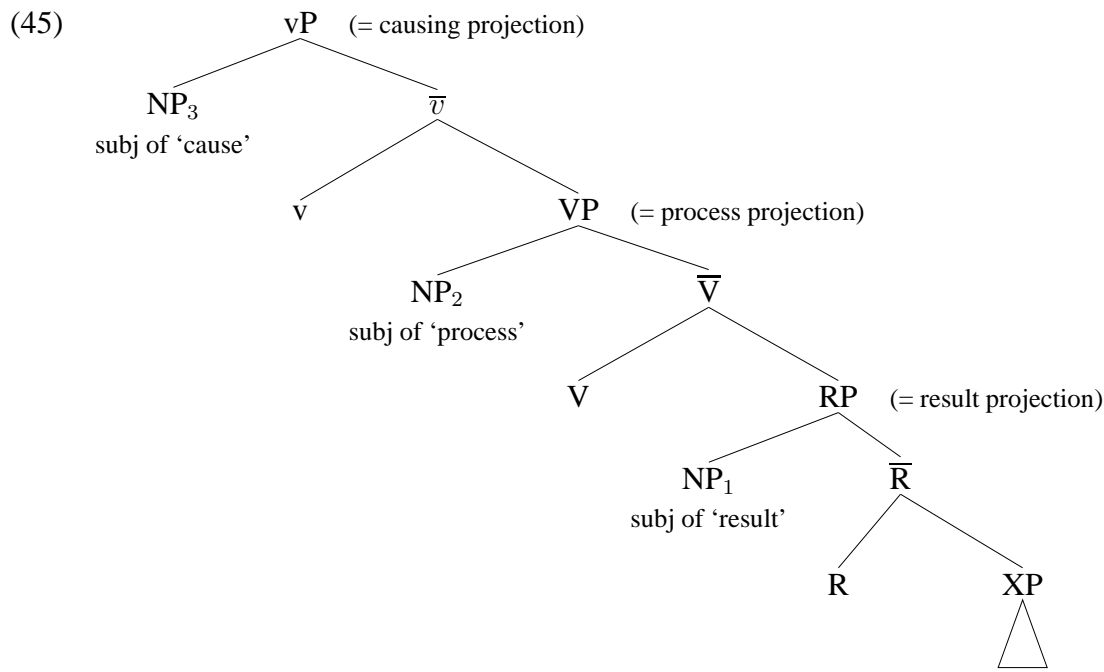 (45) vP (= causing projection)
NP₃ v̅
subj of ‘cause’
v VP (= process projection)
NP₂ V̅
subj of ‘process’
V RP (= result projection)
NP₁ R̅
subj of ‘result’
R XP